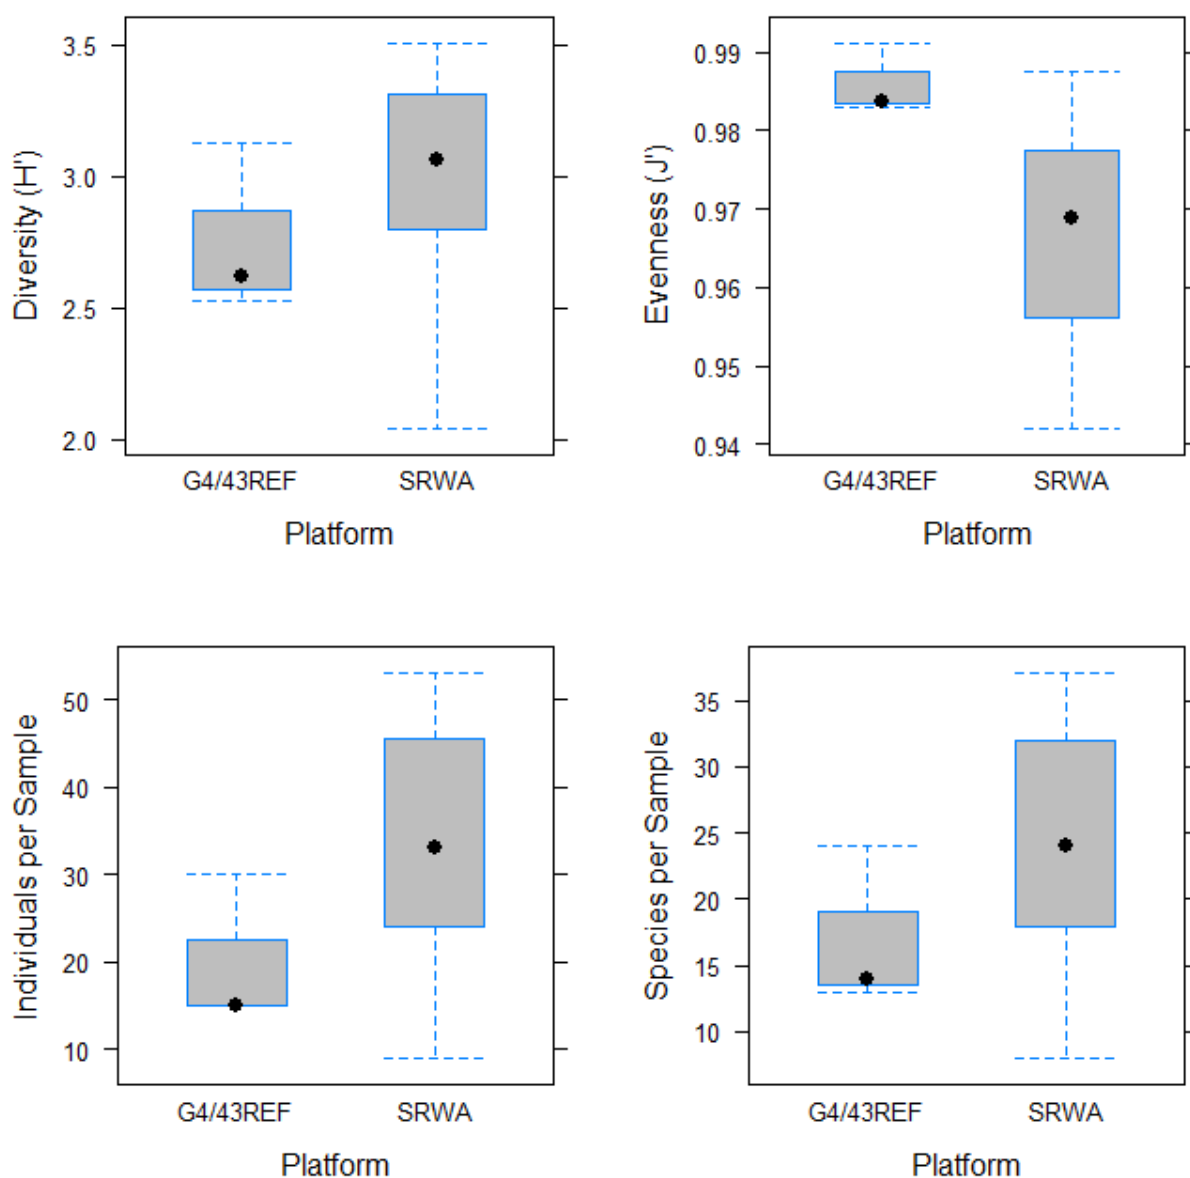 Diversity (H')
3.5
3.0
2.5
2.0
G4/43REF SRWA
Platform
Evenness (J')
0.99
0.98
0.97
0.96
0.95
0.94
G4/43REF SRWA
Platform
Individuals per Sample
50
40
30
20
10
G4/43REF SRWA
Platform
Species per Sample
35
30
25
20
15
10
G4/43REF SRWA
Platform